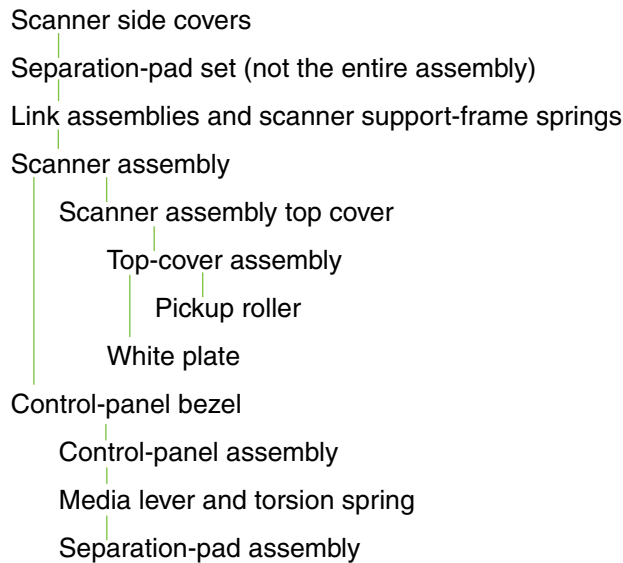 Scanner side covers
Separation-pad set (not the entire assembly)
Link assemblies and scanner support-frame springs
Scanner assembly
Scanner assembly top cover
Top-cover assembly
Pickup roller
White plate
Control-panel bezel
Control-panel assembly
Media lever and torsion spring
Separation-pad assembly